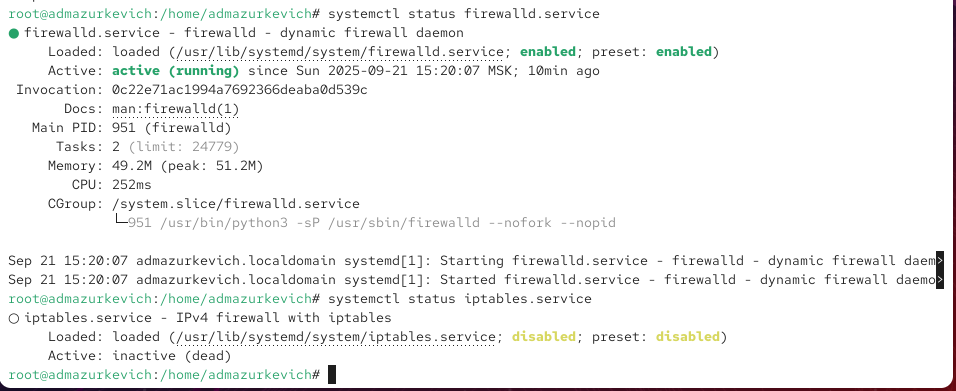 root@admazurkevich:/home/admazurkevich# systemctl status firewalld.service
● firewalld.service - firewalld - dynamic firewall daemon
Loaded: loaded (/usr/lib/systemd/system/firewalld.service; enabled; preset: enabled)
Active: active (running) since Sun 2025-09-21 15:20:07 MSK; 10min ago
Invocation: 0c22e71ac1994a7692366deaba0d539c
Docs: man:firewalld(1)
Main PID: 951 (firewalld)
Tasks: 2 (limit: 24779)
Memory: 49.2M (peak: 51.2M)
CPU: 252ms
CGroup: /system.slice/firewalld.service
└─951 /usr/bin/python3 -sP /usr/sbin/firewalld --nofork --nopid
Sep 21 15:20:07 admazurkevich.localdomain systemd[1]: Starting firewalld.service - firewalld - dynamic firewall daem>
Sep 21 15:20:07 admazurkevich.localdomain systemd[1]: Started firewalld.service - firewalld - dynamic firewall daemo>
root@admazurkevich:/home/admazurkevich# systemctl status iptables.service
○ iptables.service - IPv4 firewall with iptables
Loaded: loaded (/usr/lib/systemd/system/iptables.service; disabled; preset: disabled)
Active: inactive (dead)
root@admazurkevich:/home/admazurkevich#